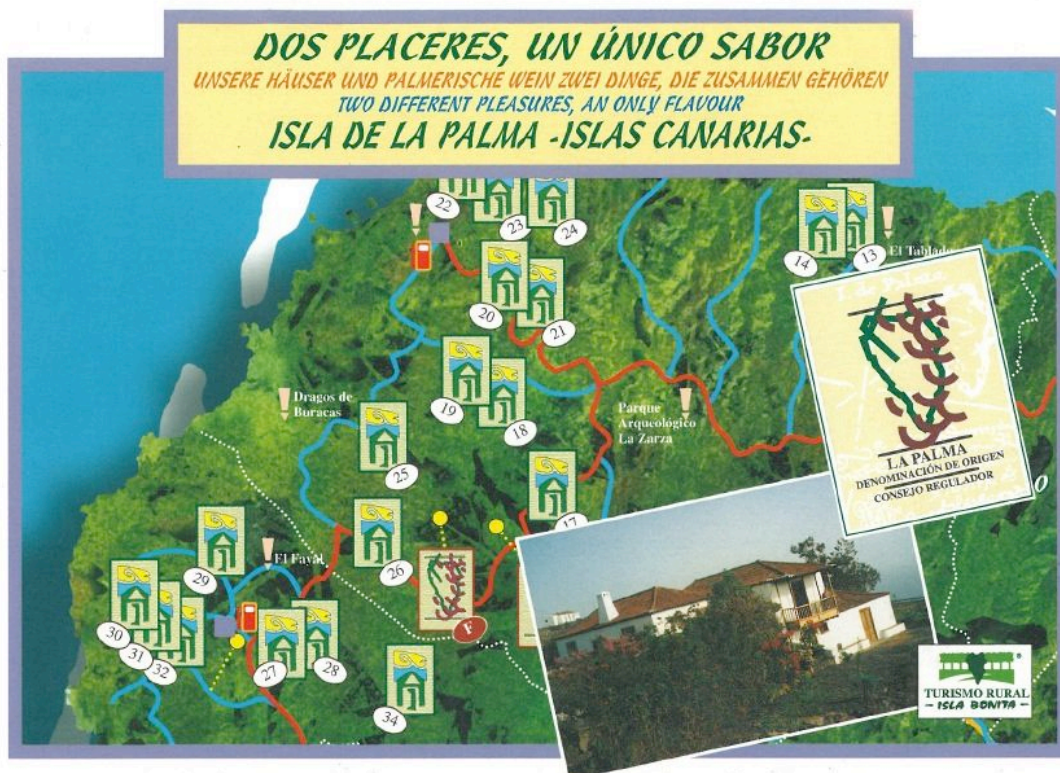 DOS PLACERES, UN ÚNICO SABOR
UNSERE HÄUSER UND PALMERISCHE WEIN ZWEI DINGE, DIE ZUSAMMEN GEHÖREN
TWO DIFFERENT PLEASURES, AN ONLY FLAVOUR
ISLA DE LA PALMA -ISLAS CANARIAS-
22
23
24
14
13
El Tablado
20
21
I. de Palma
19
18
Dragos de
Buracas
Parque
Arqueológico
La Zarza
25
LA PALMA
DENOMINACIÓN DE ORIGEN
CONSEJO REGULADOR
17
26
El Fayal
29
F
30
31
32
27
28
34
TURISMO RURAL
- ISLA BONITA -